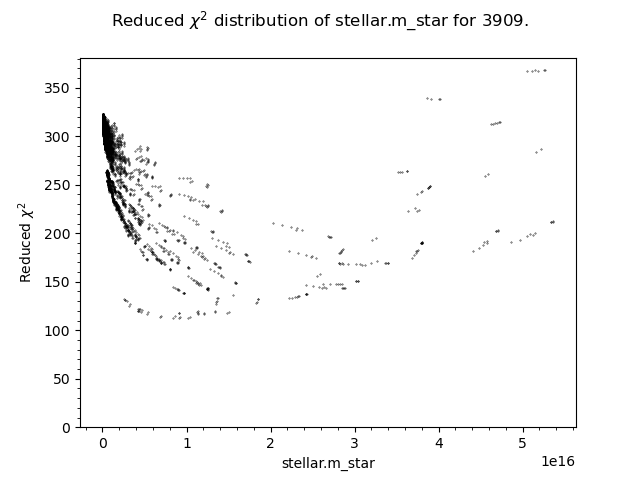 Reduced χ² distribution of stellar.m_star for 3909.
Reduced χ²
350
300
250
200
150
100
50
0
0 1 2 3 4 5
1e16
stellar.m_star